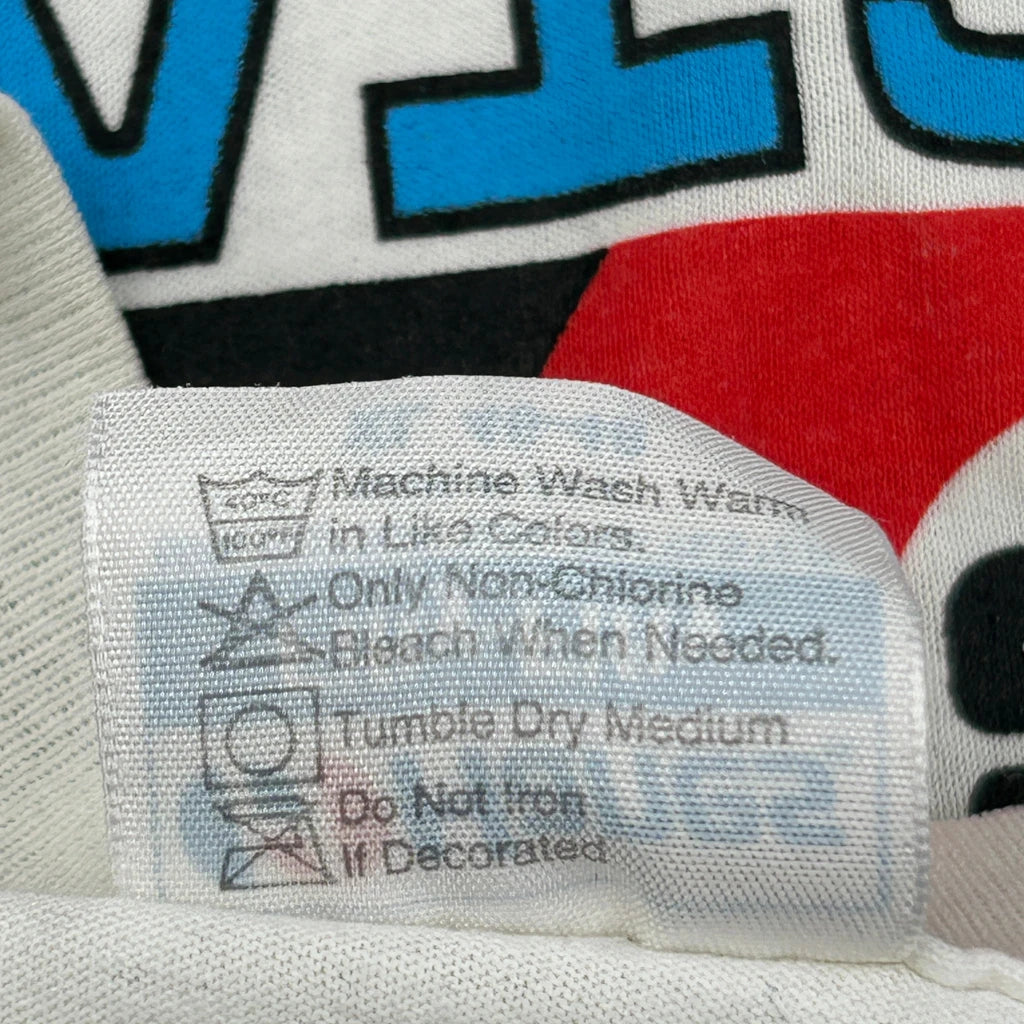 VIS
40°C
100°F
Machine Wash Warm
in Like Colors.
Only Non-Chlorine
Bleach When Needed.
Tumble Dry Medium
Do Not Iron
If Decorated